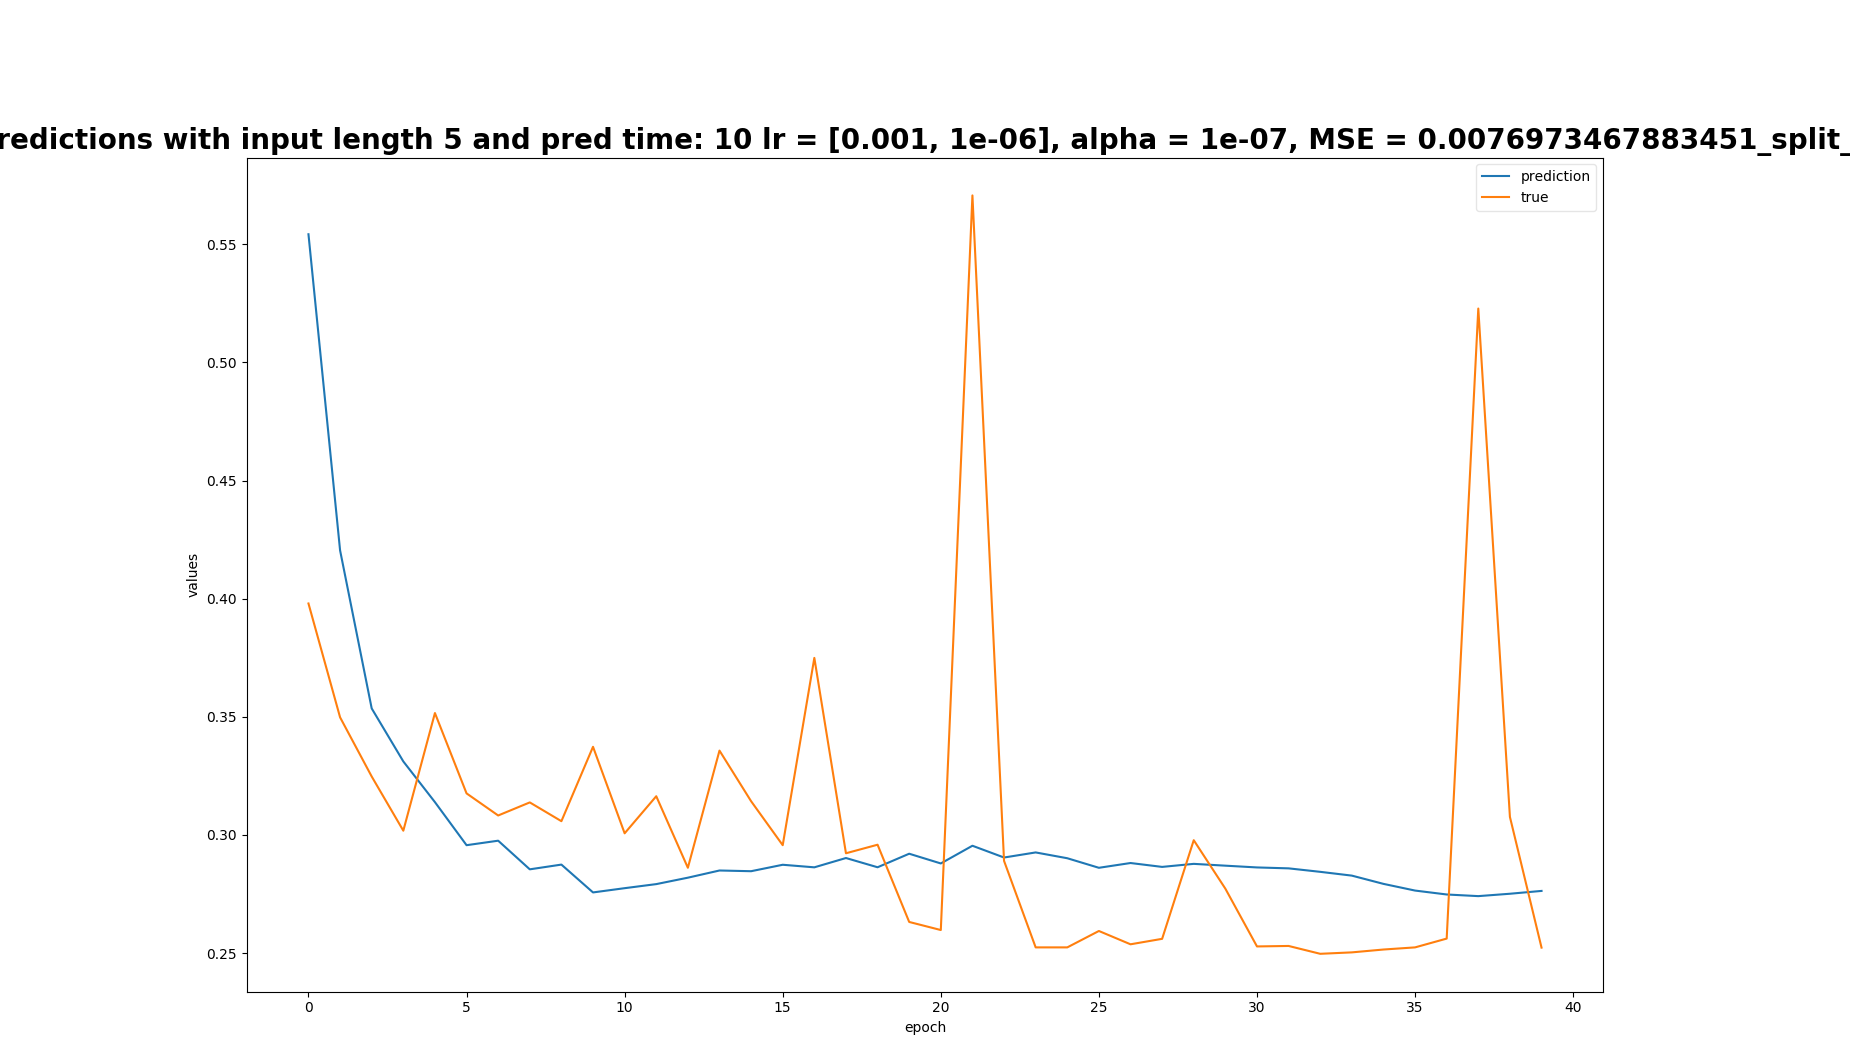 redictions with input length 5 and pred time: 10 lr = [0.001, 1e-06], alpha = 1e-07, MSE = 0.0076973467883451_split_
prediction
true
0.55
0.50
0.45
0.40
0.35
0.30
0.25
values
0 5 10 15 20 25 30 35 40
epoch